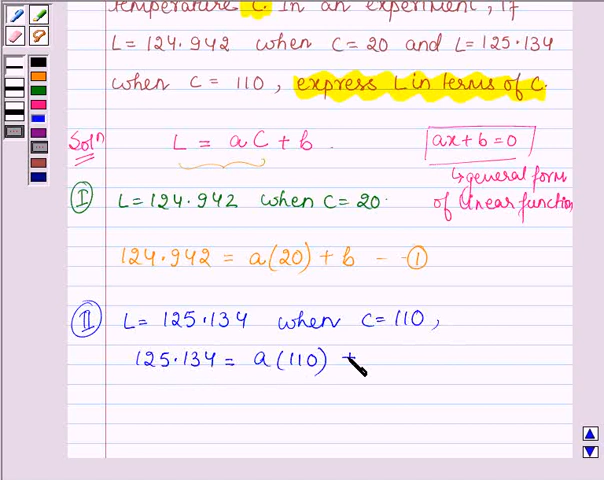 temperature C. In an experiment, if
L = 124.942 when C = 20 and L = 125.134
when C = 110, express L in terms of C.
Solⁿ L = aC + b. ax + b = 0
↳ general form
of linear function
I L = 124.942 when C = 20.
124.942 = a(20) + b - ①
II L = 125.134 when C = 110,
125.134 = a(110) +